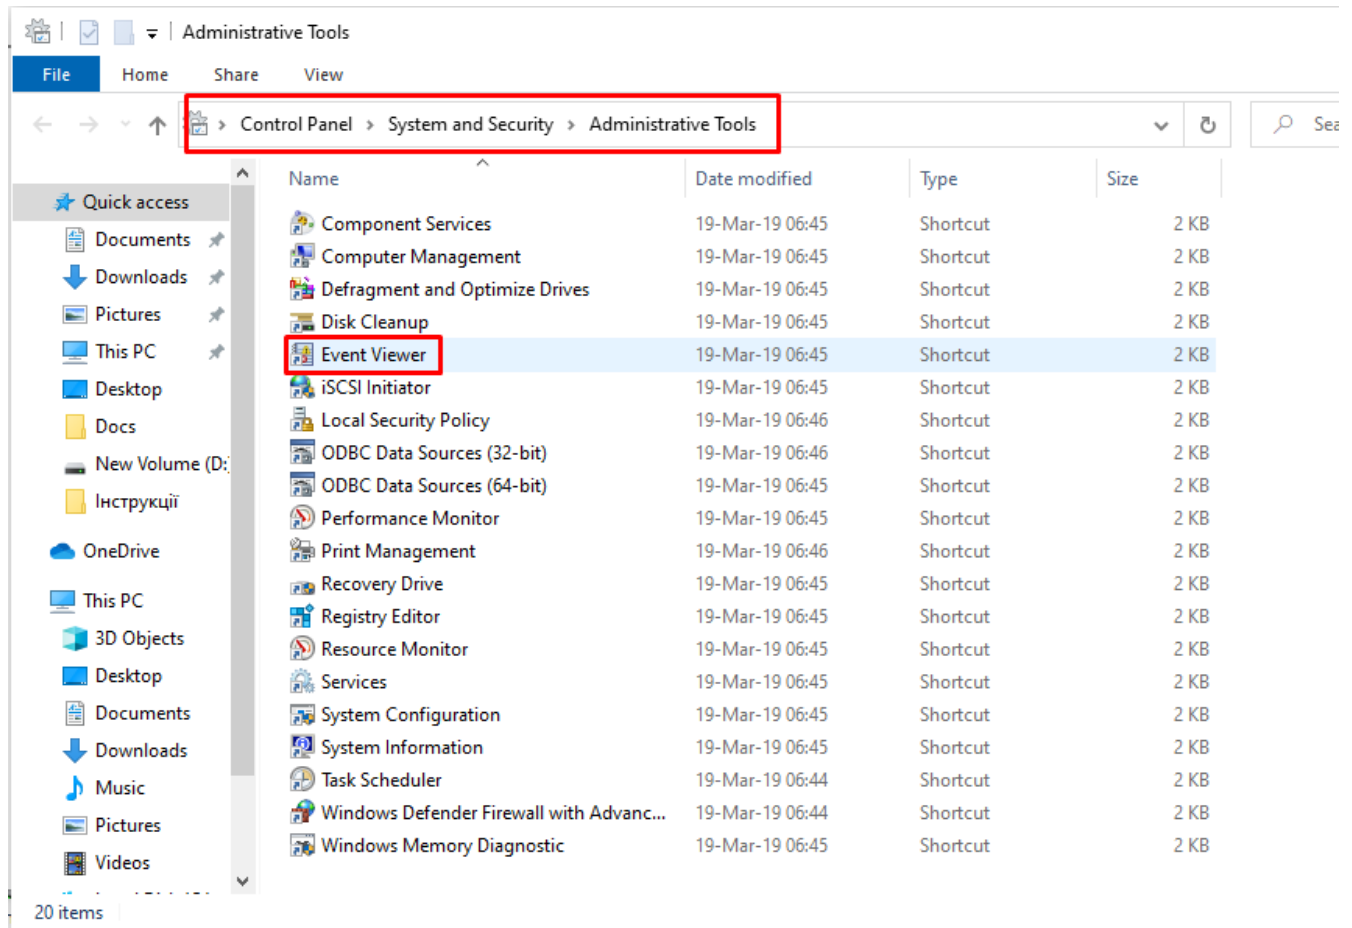 Administrative Tools
File Home Share View
Control Panel > System and Security > Administrative Tools
Sea
Name Date modified Type Size
Quick access
Documents
Downloads
Pictures
This PC
Desktop
Docs
New Volume (D:
Інструкції
OneDrive
This PC
3D Objects
Desktop
Documents
Downloads
Music
Pictures
Videos
Component Services 19-Mar-19 06:45 Shortcut 2 KB
Computer Management 19-Mar-19 06:45 Shortcut 2 KB
Defragment and Optimize Drives 19-Mar-19 06:45 Shortcut 2 KB
Disk Cleanup 19-Mar-19 06:45 Shortcut 2 KB
Event Viewer 19-Mar-19 06:45 Shortcut 2 KB
iSCSI Initiator 19-Mar-19 06:45 Shortcut 2 KB
Local Security Policy 19-Mar-19 06:46 Shortcut 2 KB
ODBC Data Sources (32-bit) 19-Mar-19 06:46 Shortcut 2 KB
ODBC Data Sources (64-bit) 19-Mar-19 06:45 Shortcut 2 KB
Performance Monitor 19-Mar-19 06:45 Shortcut 2 KB
Print Management 19-Mar-19 06:46 Shortcut 2 KB
Recovery Drive 19-Mar-19 06:45 Shortcut 2 KB
Registry Editor 19-Mar-19 06:45 Shortcut 2 KB
Resource Monitor 19-Mar-19 06:45 Shortcut 2 KB
Services 19-Mar-19 06:45 Shortcut 2 KB
System Configuration 19-Mar-19 06:45 Shortcut 2 KB
System Information 19-Mar-19 06:45 Shortcut 2 KB
Task Scheduler 19-Mar-19 06:44 Shortcut 2 KB
Windows Defender Firewall with Advanc... 19-Mar-19 06:44 Shortcut 2 KB
Windows Memory Diagnostic 19-Mar-19 06:45 Shortcut 2 KB
20 items